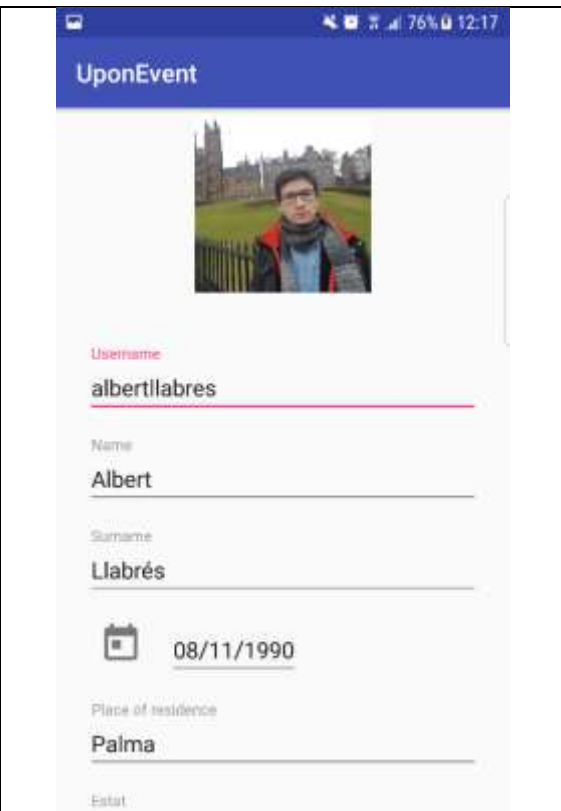 76% 12:17
UponEvent
Username
albertllabres
Name
Albert
Surname
Llabrés
08/11/1990
Place of residence
Palma
Estat